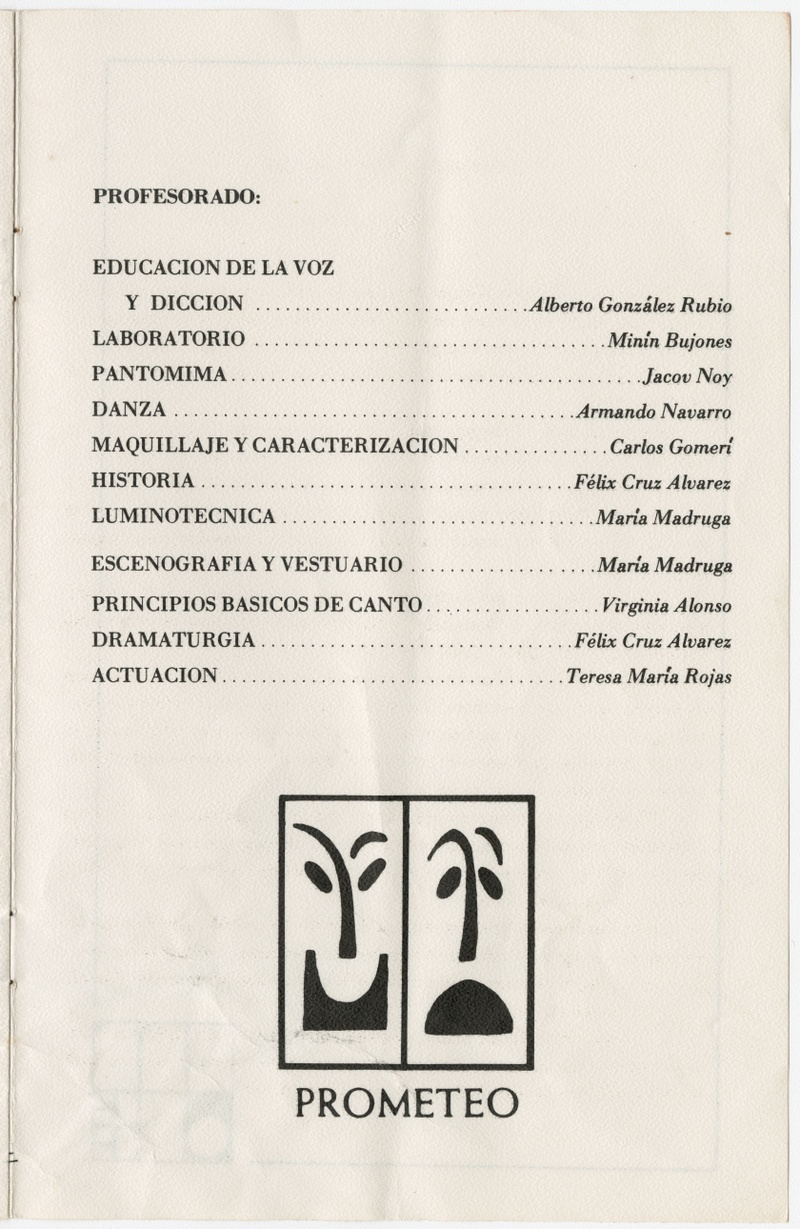 PROFESORADO:
EDUCACION DE LA VOZ
Y DICCION ............................Alberto González Rubio
LABORATORIO ....................................Minín Bujones
PANTOMIMA..........................................Jacov Noy
DANZA .........................................Armando Navarro
MAQUILLAJE Y CARACTERIZACION ...............Carlos Gomerí
HISTORIA ......................................Félix Cruz Alvarez
LUMINOTECNICA ................................María Madruga
ESCENOGRAFIA Y VESTUARIO ...................María Madruga
PRINCIPIOS BASICOS DE CANTO..................Virginia Alonso
DRAMATURGIA ................................Félix Cruz Alvarez
ACTUACION ...................................Teresa María Rojas
PROMETEO